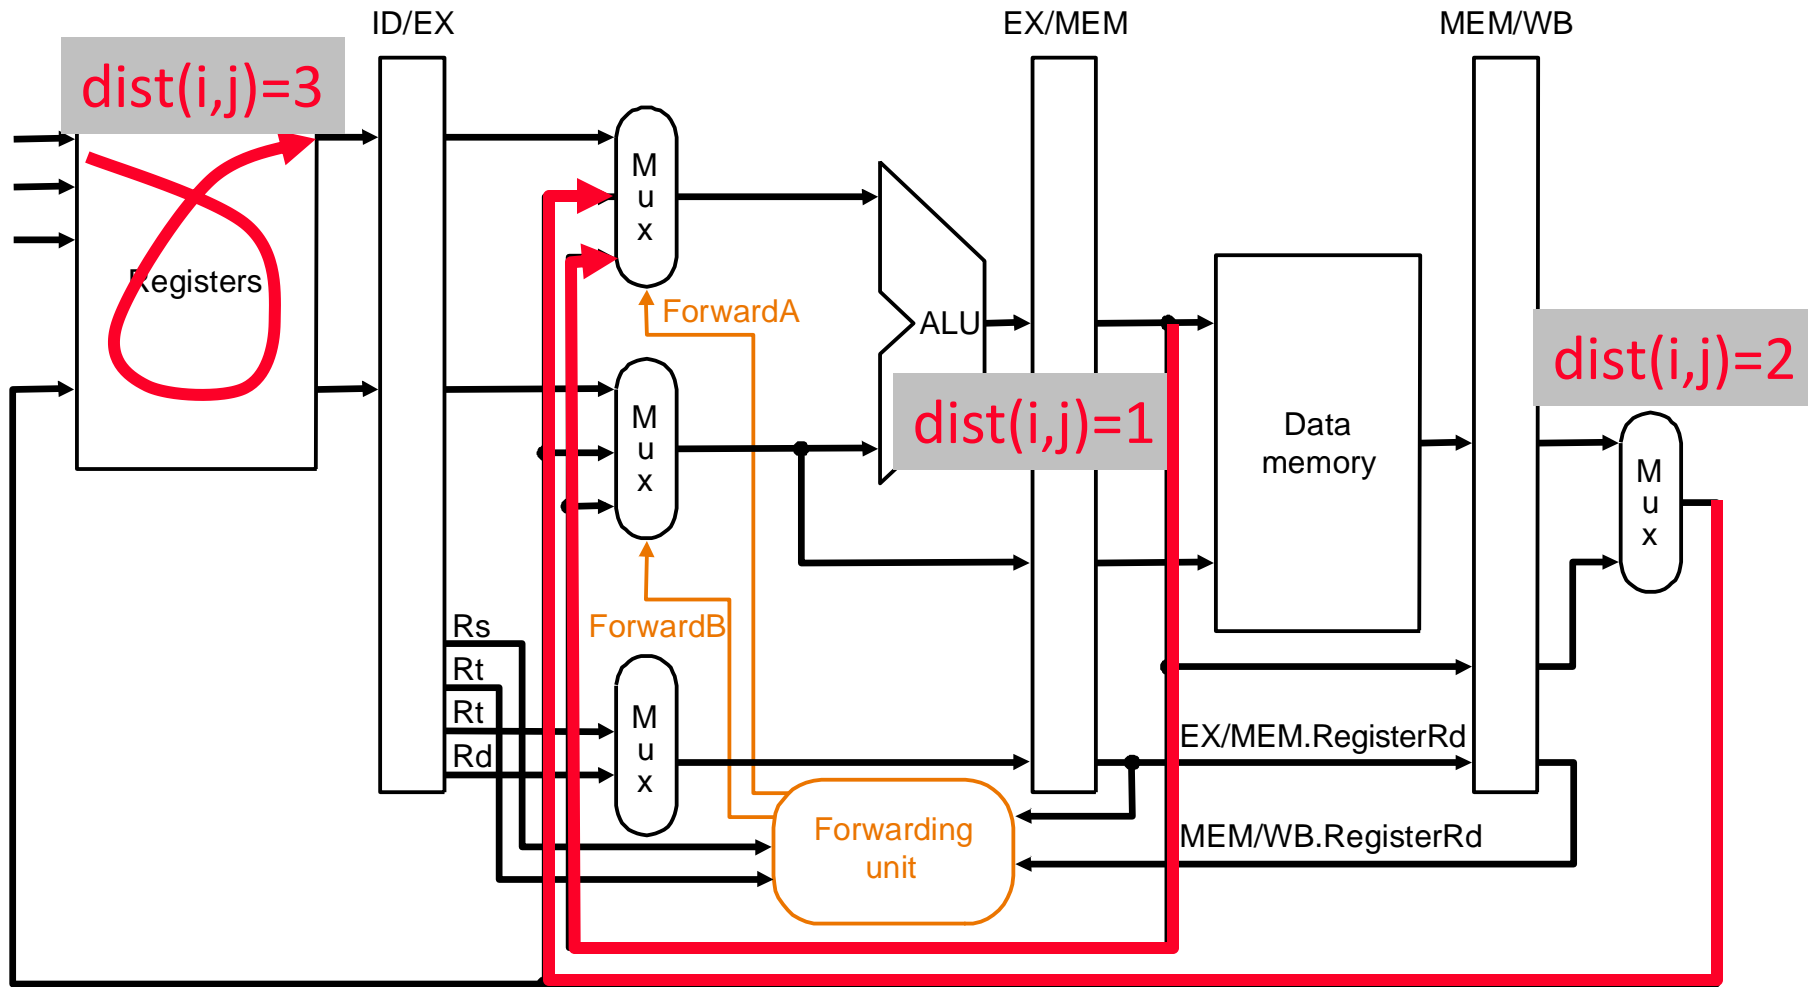 ID/EX
EX/MEM
MEM/WB
dist(i,j)=3
M
u
x
Registers
ForwardA
ALU
dist(i,j)=2
dist(i,j)=1
M
u
x
Data
memory
M
u
x
Rs
ForwardB
Rt
Rt
Rd
M
u
x
EX/MEM.RegisterRd
Forwarding
unit
MEM/WB.RegisterRd